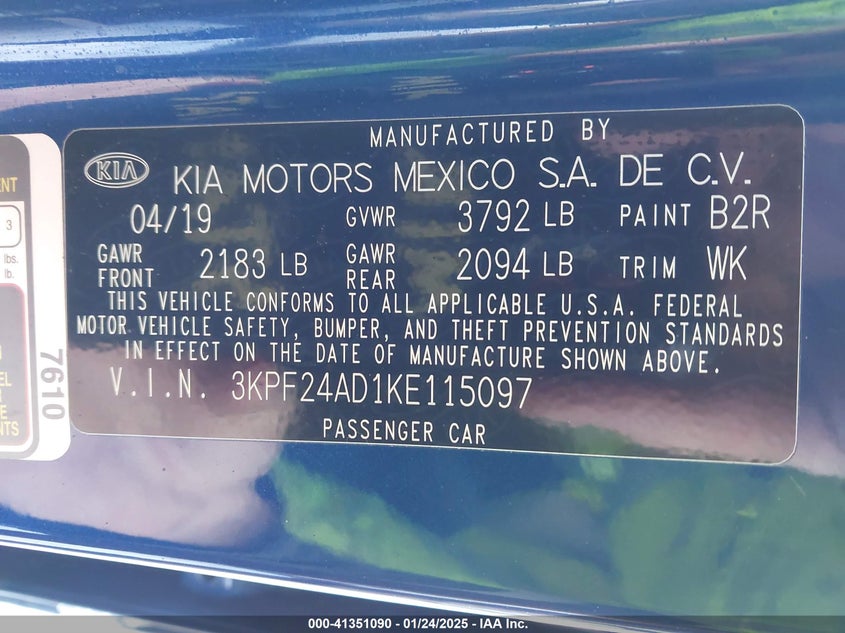 MANUFACTURED BY
KIA
KIA MOTORS MEXICO S.A. DE C.V.
04/19 GVWR 3792 LB PAINT B2R
GAWR FRONT 2183 LB GAWR REAR 2094 LB TRIM WK
THIS VEHICLE CONFORMS TO ALL APPLICABLE U.S.A. FEDERAL
MOTOR VEHICLE SAFETY, BUMPER, AND THEFT PREVENTION STANDARDS
IN EFFECT ON THE DATE OF MANUFACTURE SHOWN ABOVE.
V.I.N. 3KPF24AD1KE115097
PASSENGER CAR
3
lbs.
lb.
7610
000-41351090 - 01/24/2025 - IAA Inc.